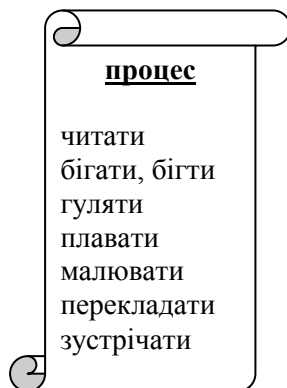 процес
читати
бігати, бігти
гуляти
плавати
малювати
перекладати
зустрічати